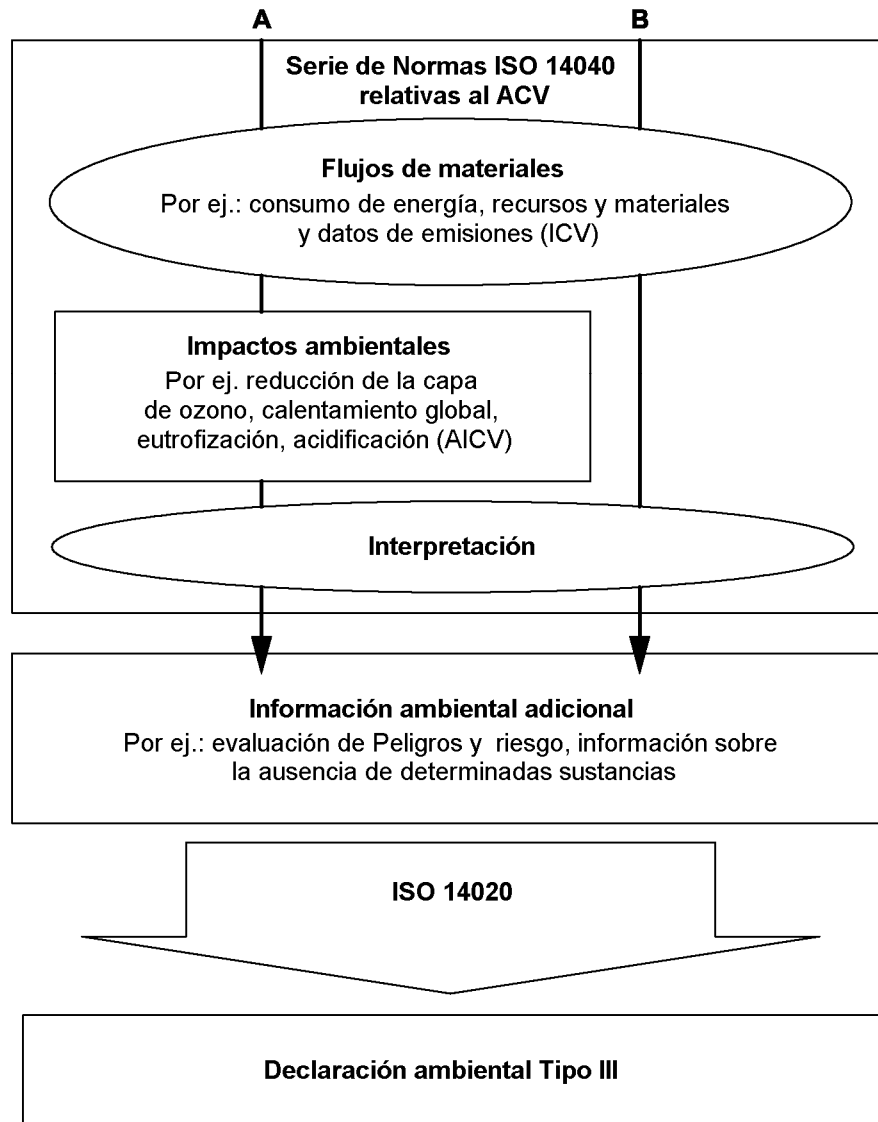 A B
Serie de Normas ISO 14040
relativas al ACV
Flujos de materiales
Por ej.: consumo de energía, recursos y materiales
y datos de emisiones (ICV)
Impactos ambientales
Por ej. reducción de la capa
de ozono, calentamiento global,
eutrofización, acidificación (AICV)
Interpretación
Información ambiental adicional
Por ej.: evaluación de Peligros y riesgo, información sobre
la ausencia de determinadas sustancias
ISO 14020
Declaración ambiental Tipo III